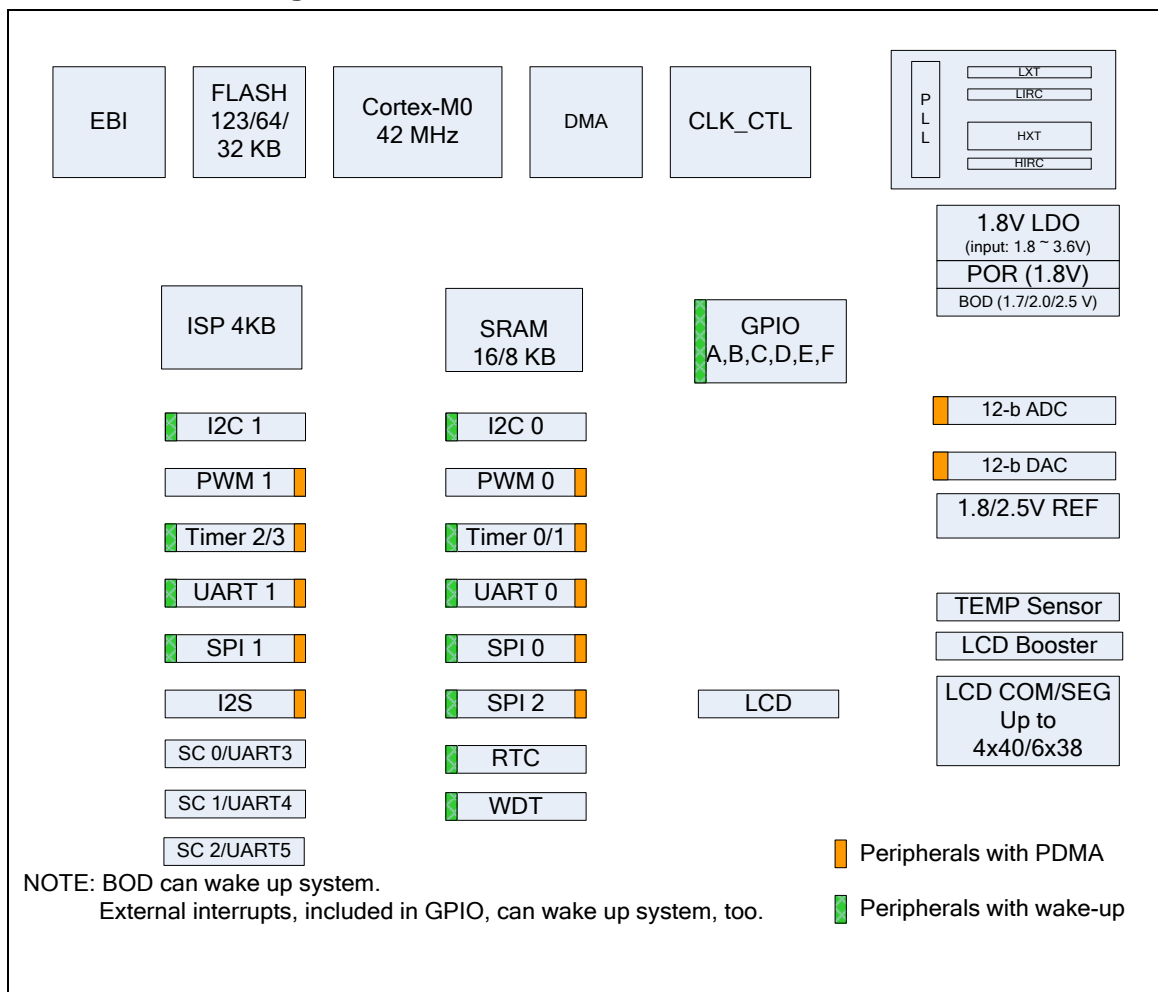 EBI
FLASH
123/64/
32 KB
Cortex-M0
42 MHz
DMA
CLK_CTL
P
L
L
LXT
LIRC
HXT
HIRC
1.8V LDO
(input: 1.8 ~ 3.6V)
POR (1.8V)
BOD (1.7/2.0/2.5 V)
ISP 4KB
SRAM
16/8 KB
GPIO
A,B,C,D,E,F
I2C 1
I2C 0
12-b ADC
PWM 1
PWM 0
12-b DAC
1.8/2.5V REF
Timer 2/3
Timer 0/1
UART 1
UART 0
TEMP Sensor
SPI 1
SPI 0
LCD Booster
I2S
SPI 2
LCD
LCD COM/SEG
Up to
4x40/6x38
SC 0/UART3
RTC
SC 1/UART4
WDT
SC 2/UART5
Peripherals with PDMA
NOTE: BOD can wake up system.
External interrupts, included in GPIO, can wake up system, too.
Peripherals with wake-up